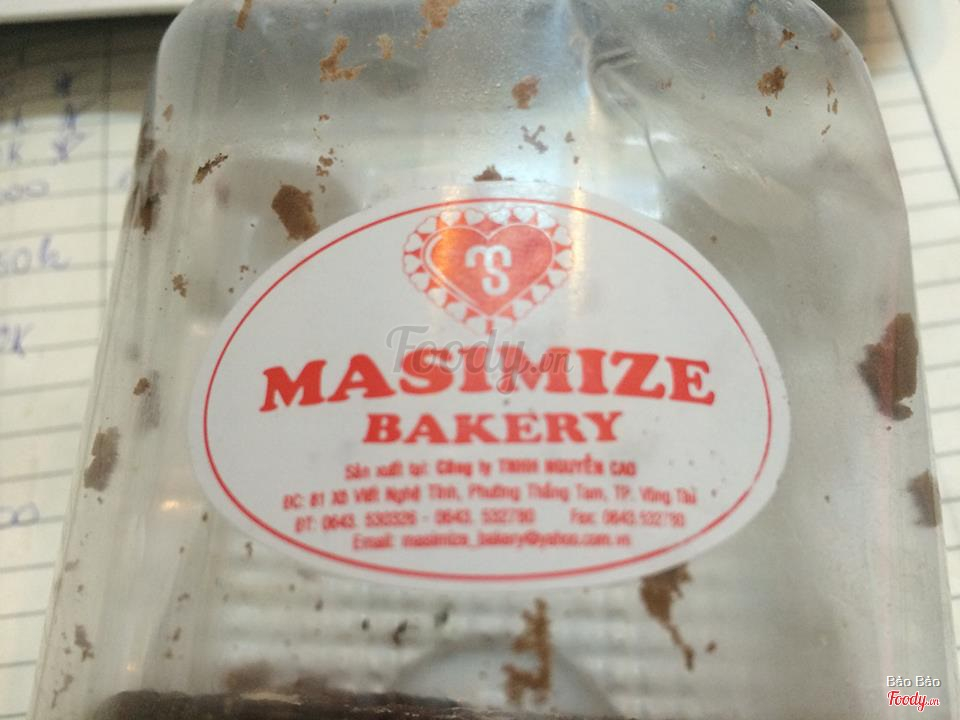 MS
Foody.vn
MASIMIZE
BAKERY
Sản xuất tại: Công ty TNHH NGUYÊN CAO
ĐC: 81 Xô Viết Nghệ Tĩnh, Phường Thắng Tam, TP. Vũng Tàu
ĐT: 0643. 530326 - 0643. 532780 Fax: 0643.532780
Email: masimize_bakery@yahoo.com.vn
Bảo Bảo
Foody.vn